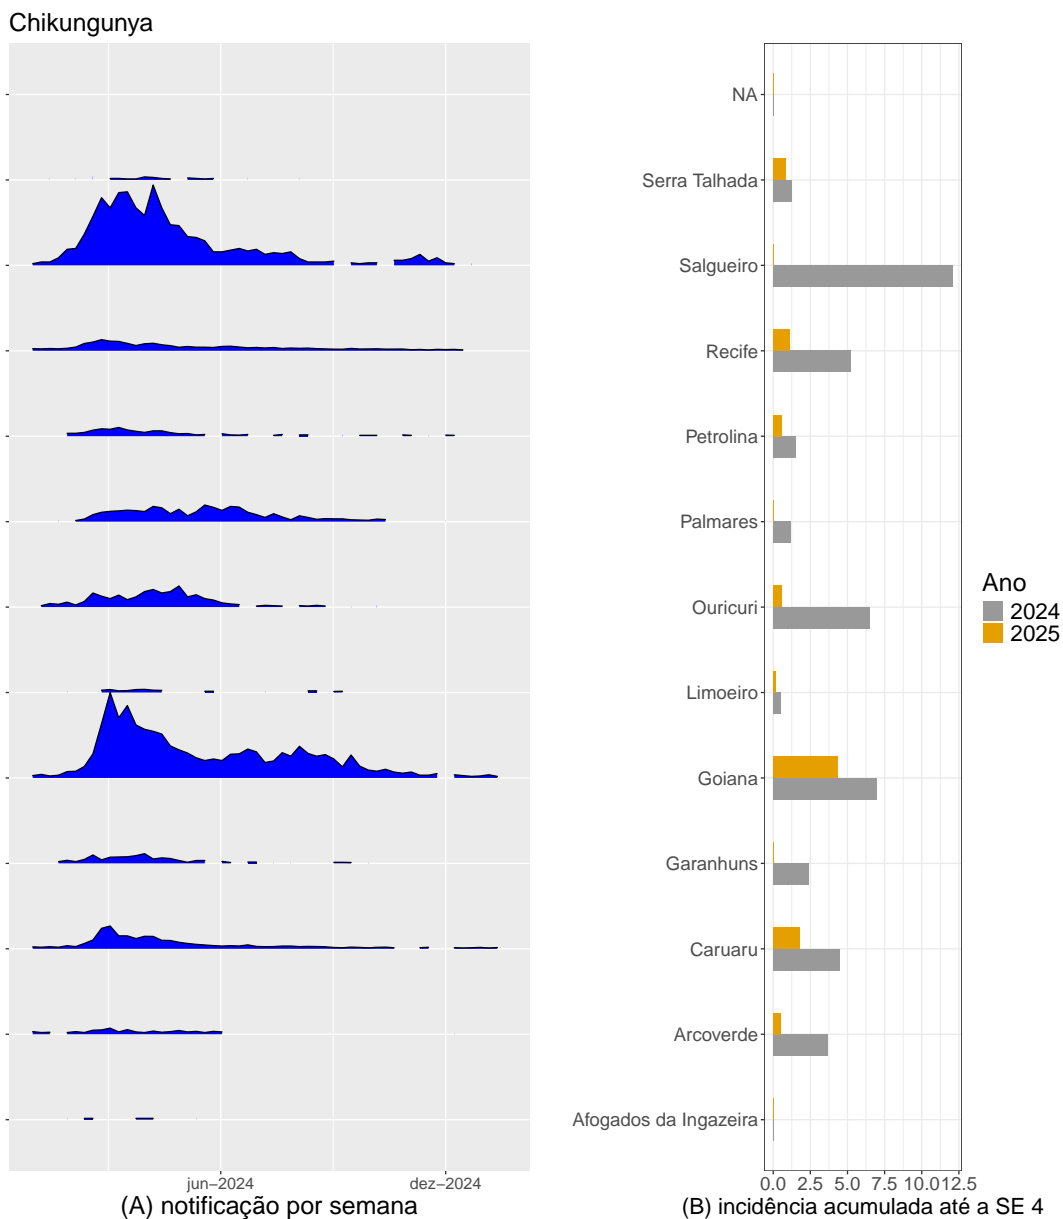 Chikungunya
NA
Serra Talhada
Salgueiro
Recife
Petrolina
Palmares
Ouricuri
Limoeiro
Goiana
Garanhuns
Caruaru
Arcoverde
Afogados da Ingazeira
Ano
2024
2025
jun–2024 dez–2024
0.0 2.5 5.0 7.5 10.0 12.5
(A) notificação por semana
(B) incidência acumulada até a SE 4